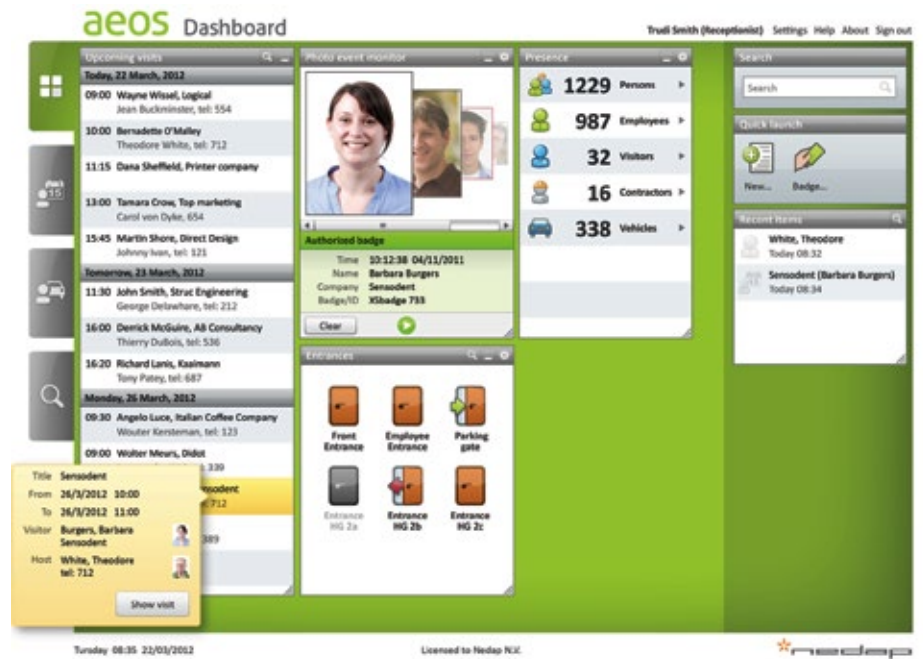 aeos Dashboard
Trudi Smith (Receptionist) Settings Help About Sign out
Upcoming visits
Today, 22 March, 2012
09:00 Wayne Wissel, Logical
Jean Buckminster, tel: 554
10:00 Bernadette O'Malley
Theodore White, tel: 712
11:15 Dana Sheffield, Printer company
13:00 Tamara Crow, Top marketing
Carol von Dyke, 654
15:45 Martin Shore, Direct Design
Johnny Ivan, tel: 121
Tomorrow, 23 March, 2012
11:30 John Smith, Struc Engineering
George Delawhare, tel: 212
16:00 Derrick McGuire, AB Consultancy
Thierry DuBois, tel: 536
16:20 Richard Lanis, Kaaimann
Tony Patey, tel: 687
Monday, 26 March, 2012
09:30 Angelo Luce, Italian Coffee Company
Wouter Kersteman, tel: 123
09:00 Wolter Meurs, Didot
339
Sensodent
712
389
Title Sensodent
From 26/3/2012 10:00
To 26/3/2012 11:00
Visitor Burgers, Barbara
Sensodent
Host White, Theodore
tel: 712
Show visit
Photo event monitor
Authorized badge
Time 10:12:38 04/11/2011
Name Barbara Burgers
Company Sensodent
Badge/ID XSbadge 733
Clear
Entrances
Front Entrance
Employee Entrance
Parking gate
Entrance HG 2a
Entrance HG 2b
Entrance HG 2c
Presence
1229 Persons
987 Employees
32 Visitors
16 Contractors
338 Vehicles
Search
Search
Quick launch
New...
Badge...
Recent items
White, Theodore
Today 08:32
Sensodent (Barbara Burgers)
Today 08:34
15
Tursday 08:35 22/03/2012
Licensed to Nedap N.V.
nedap